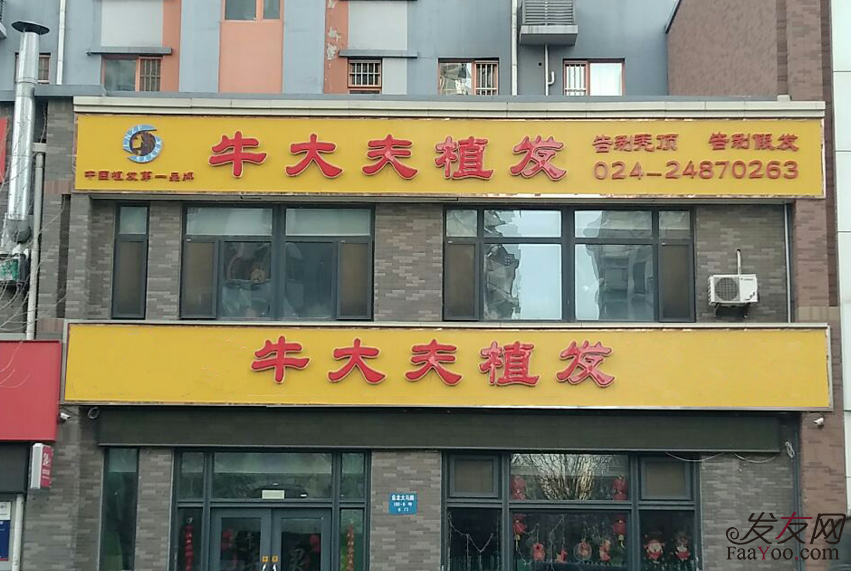 牛大夫植发
告别秃顶 告别假发
中国植发第一品牌
024-24870263
牛大夫植发
发友网
FaaYoo.com